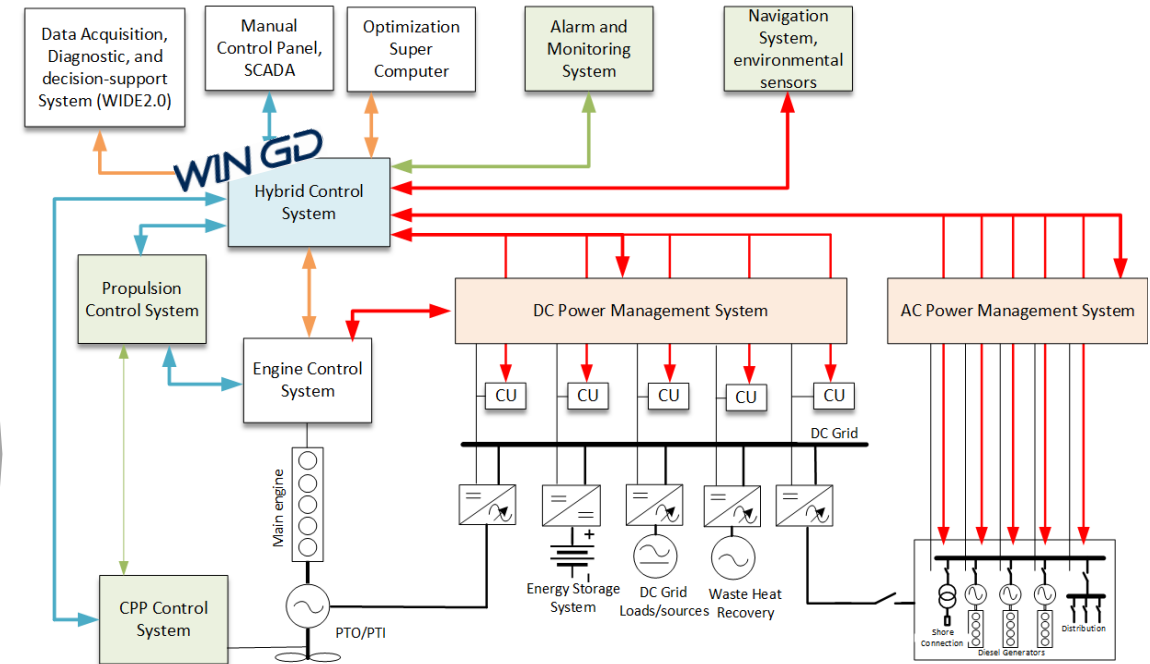 Data Acquisition,
Diagnostic, and
decision-support
System (WIDE2.0)
Manual
Control Panel,
SCADA
Optimization
Super
Computer
Alarm and
Monitoring
System
Navigation
System,
environmental
sensors
WIN GD
Hybrid Control
System
Propulsion
Control System
DC Power Management System
AC Power Management System
Engine Control
System
CU
CU
CU
CU
CU
DC Grid
Main engine
Energy Storage
System
DC Grid
Loads/sources
Waste Heat
Recovery
CPP Control
System
PTO/PTI
Shore
Connection
Diesel Generators
Distribution